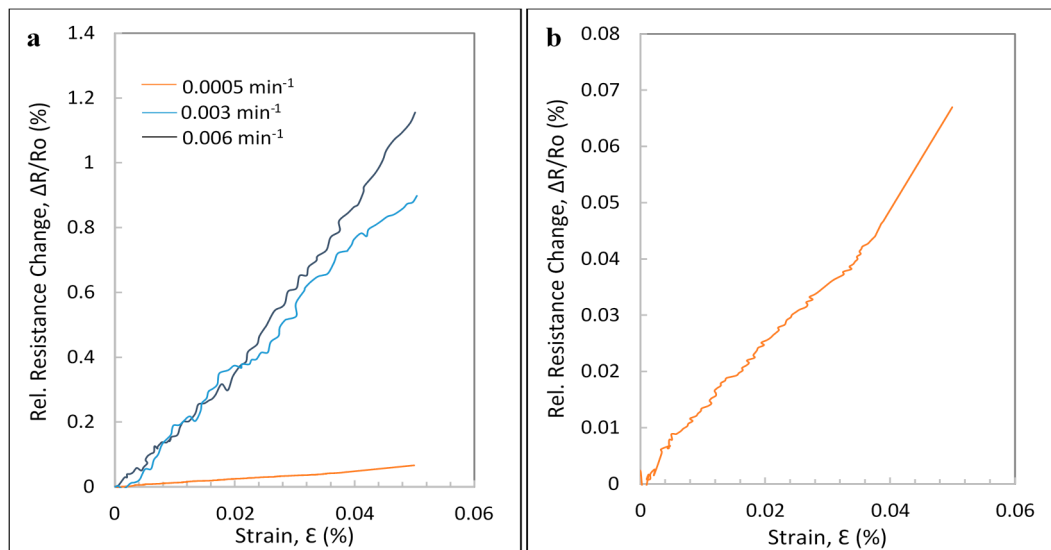 a
Rel. Resistance Change, ΔR/Ro (%)
1.4
1.2
1
0.8
0.6
0.4
0.2
0
0.0005 min⁻¹
0.003 min⁻¹
0.006 min⁻¹
0 0.02 0.04 0.06
Strain, Ɛ (%)
b
Rel. Resistance Change, ΔR/Ro (%)
0.08
0.07
0.06
0.05
0.04
0.03
0.02
0.01
0
0 0.02 0.04 0.06
Strain, Ɛ (%)